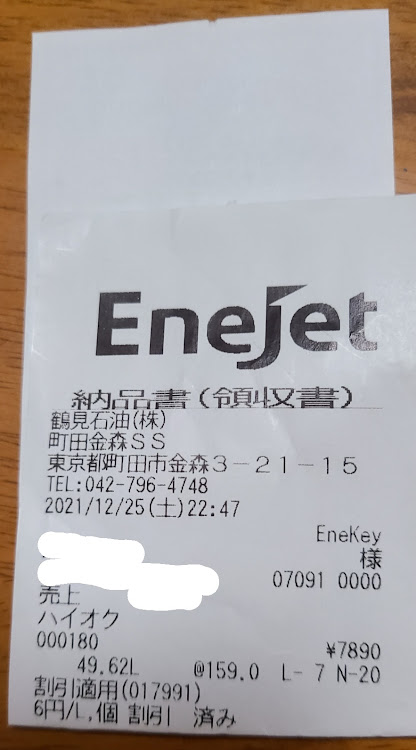 EneJet
納品書(領収書)
鶴見石油(株)
町田金森SS
東京都町田市金森3-21-15
TEL:042-796-4748
2021/12/25(土)22:47
EneKey
様
07091 0000
売上
ハイオク
000180 ¥7890
49.62L @159.0 L- 7 N-20
割引適用(017991)
6円/L,個 割引 済み